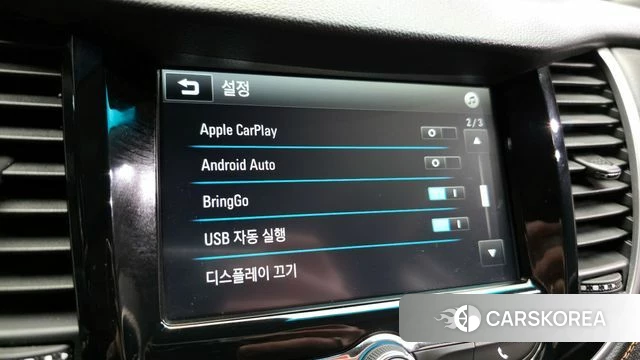 설정
2/3
Apple CarPlay
Android Auto
BringGo
USB 자동 실행
디스플레이 끄기
CARSKOREA